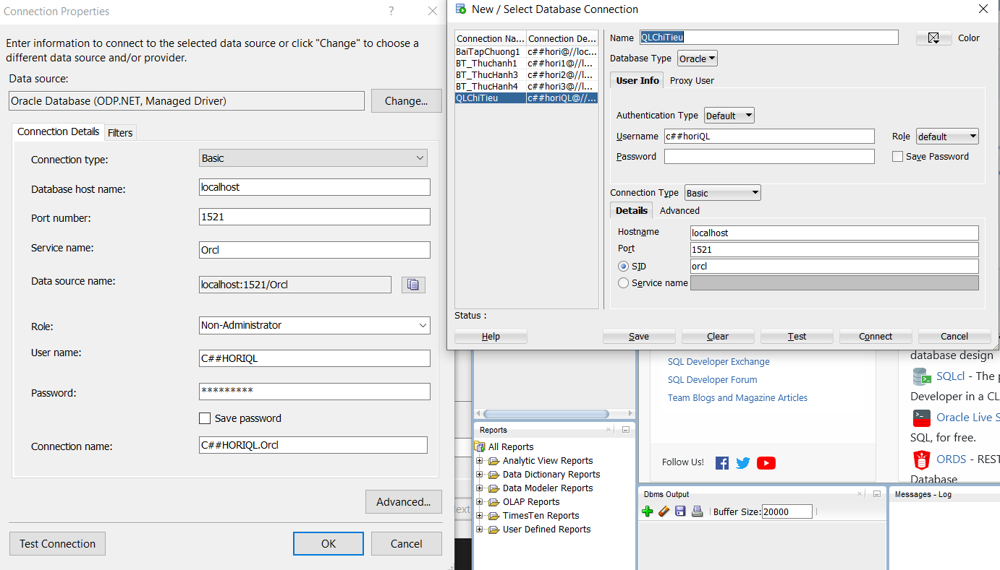 Connection Properties
?
Enter information to connect to the selected data source or click "Change" to choose a
different data source and/or provider.
Data source:
Oracle Database (ODP.NET, Managed Driver)
Change...
Connection Details
Filters
Connection type:
Basic
Database host name:
localhost
Port number:
1521
Service name:
Orcl
Data source name:
localhost:1521/Orcl
Role:
Non-Administrator
User name:
C##HORIQL
Password:
*********
Save password
Connection name:
C##HORIQL.Orcl
Advanced...
Test Connection
OK
Cancel
New / Select Database Connection
Connection Na...
Connection De...
BaiTapChuong1
c##hori@//loc...
BT_Thuchanh1
c##hori1@//l...
BT_ThucHanh3
c##hori2@//l...
BT_ThucHanh4
c##hori3@//l...
QLChiTieu
c##horiQL@//...
Name
QLChiTieu
Color
Database Type
Oracle
User Info
Proxy User
Authentication Type
Default
Username
c##horiQL
Role
default
Password
Save Password
Connection Type
Basic
Details
Advanced
Hostname
localhost
Port
1521
SID
orcl
Service name
Status :
Help
Save
Clear
Test
Connect
Cancel
SQL Developer Exchange
SQL Developer Forum
Team Blogs and Magazine Articles
Follow Us!
database design
SQLcl - The p
Developer in a CL
Oracle Live S
SQL, for free.
ORDS - REST
Database
Reports
All Reports
Analytic View Reports
Data Dictionary Reports
Data Modeler Reports
OLAP Reports
TimesTen Reports
User Defined Reports
Dbms Output
Buffer Size:
20000
Messages - Log